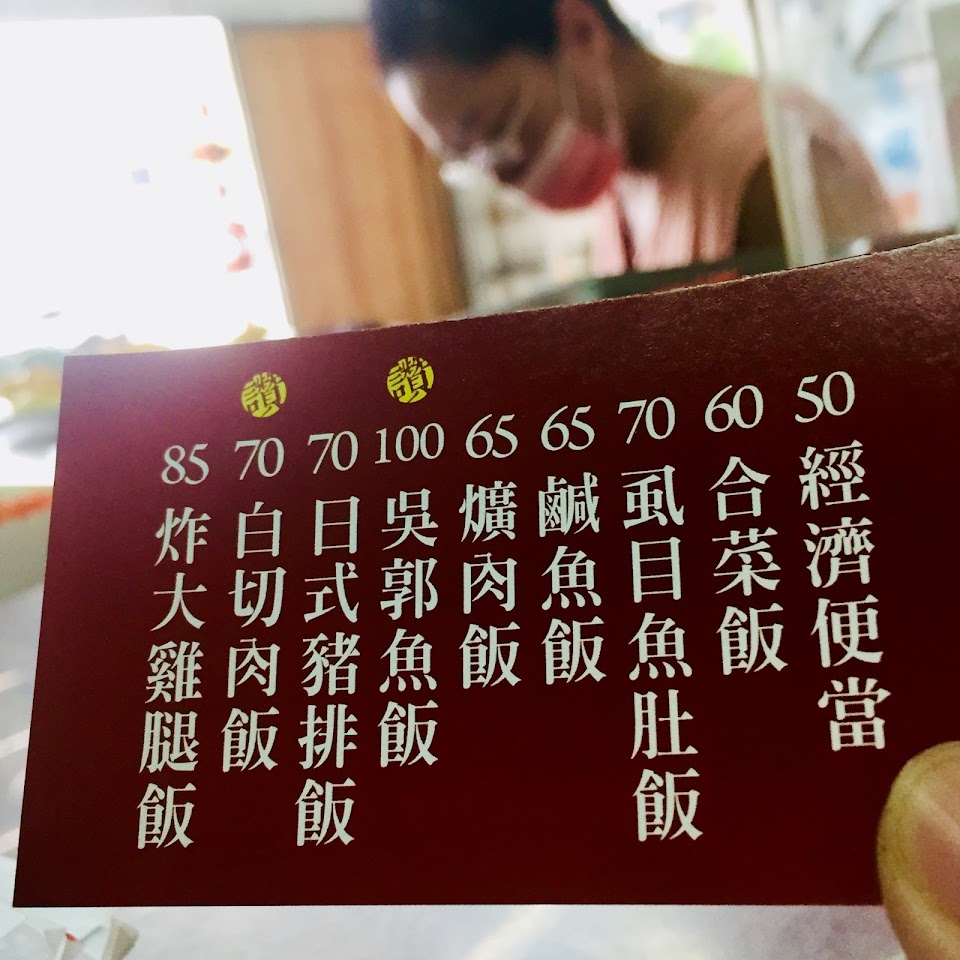 50 經濟便當
60 合菜飯
70 虱目魚肚飯
65 鹹魚飯
65 爌肉飯
讚 100 吳郭魚飯
70 日式豬排飯
讚 70 白切肉飯
85 炸大雞腿飯